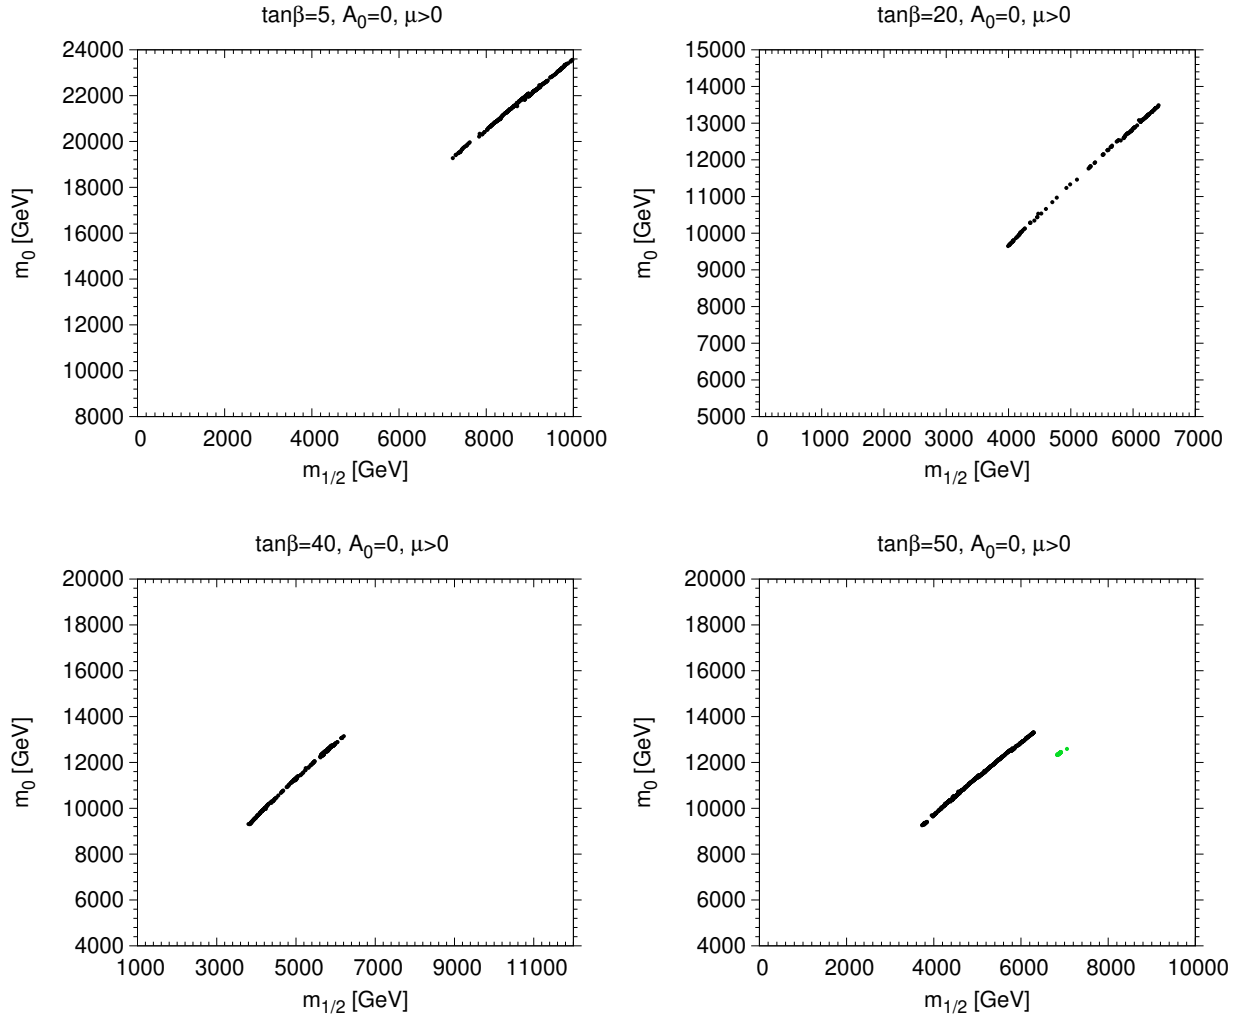 tanβ=5, A0=0, μ>0
24000
22000
20000
18000
16000
14000
12000
10000
8000
m0 [GeV]
0 2000 4000 6000 8000 10000
m1/2 [GeV]
tanβ=20, A0=0, μ>0
15000
14000
13000
12000
11000
10000
9000
8000
7000
6000
5000
m0 [GeV]
0 1000 2000 3000 4000 5000 6000 7000
m1/2 [GeV]
tanβ=40, A0=0, μ>0
20000
18000
16000
14000
12000
10000
8000
6000
4000
m0 [GeV]
1000 3000 5000 7000 9000 11000
m1/2 [GeV]
tanβ=50, A0=0, μ>0
20000
18000
16000
14000
12000
10000
8000
6000
4000
m0 [GeV]
0 2000 4000 6000 8000 10000
m1/2 [GeV]